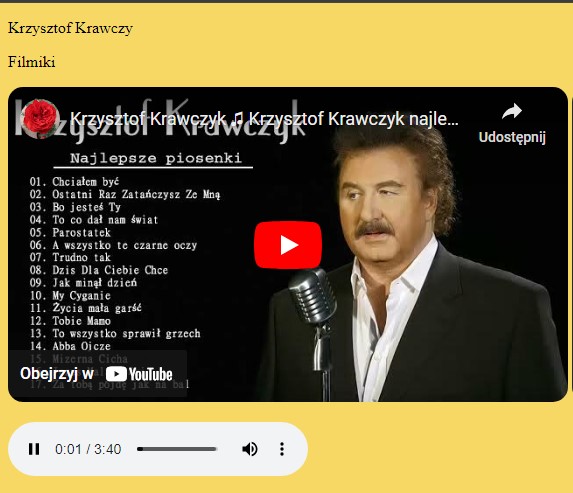 Krzysztof Krawczy
Filmiki
Krzysztof Krawczyk
Krzysztof Krawczyk ♫ Krzysztof Krawczyk najle...
Udostępnij
Najlepsze piosenki
01. Chciałem być
02. Ostatni Raz Zatańczysz Ze Mną
03. Bo jesteś Ty
04. To co dał nam świat
05. Parostatek
06. A wszystko te czarne oczy
07. Trudno tak
08. Dzis Dla Ciebie Chce
09. Jak minął dzień
10. My Cyganie
11. Życia mała garść
12. Tobie Mamo
13. To wszystko sprawił grzech
14. Abba Ojcze
15. Mizerna Cicha
17. Za Tobą pójdę jak na bal
Obejrzyj w YouTube
0:01 / 3:40